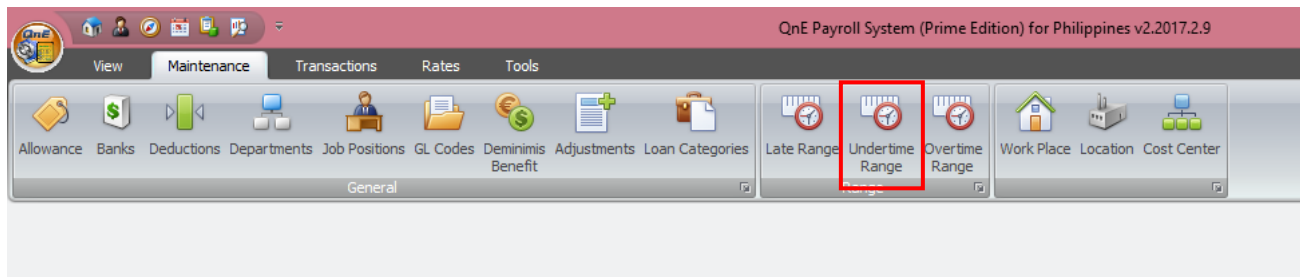 QnE
QnE Payroll System (Prime Edition) for Philippines v2.2017.2.9
View Maintenance Transactions Rates Tools
Allowance Banks Deductions Departments Job Positions GL Codes Deminimis Adjustments Loan Categories Late Range Undertime Overtime Work Place Location Cost Center
Benefit Range Range
General Range